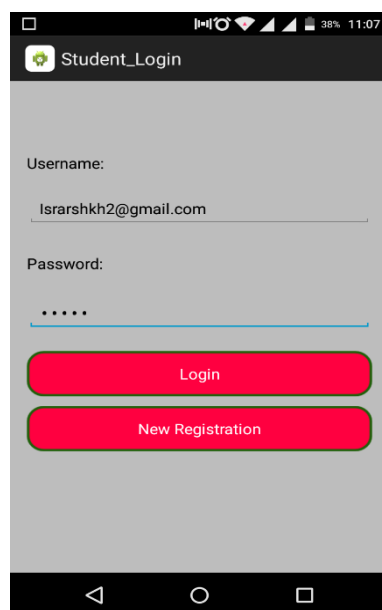 38% 11:07
Student_Login
Username:
Israrshkh2@gmail.com
Password:
•••••
Login
New Registration